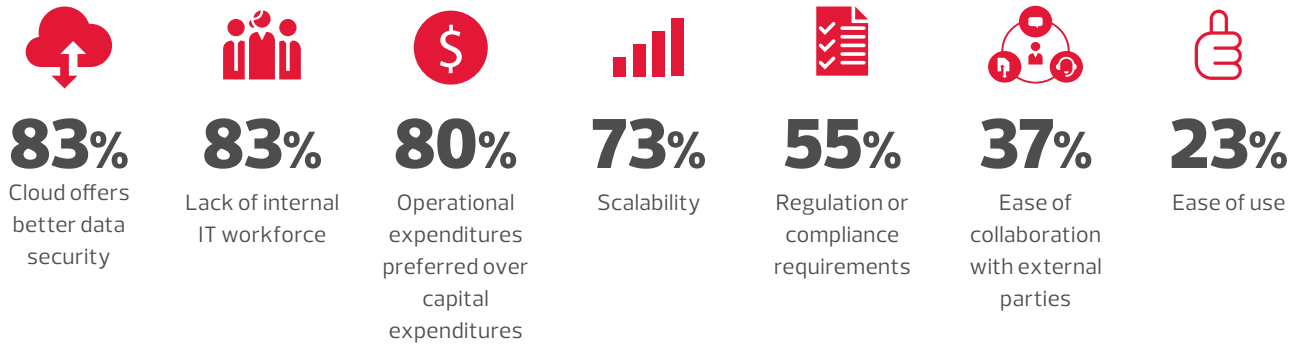 83%
Cloud offers
better data
security
83%
Lack of internal
IT workforce
80%
Operational
expenditures
preferred over
capital
expenditures
73%
Scalability
55%
Regulation or
compliance
requirements
37%
Ease of
collaboration
with external
parties
23%
Ease of use